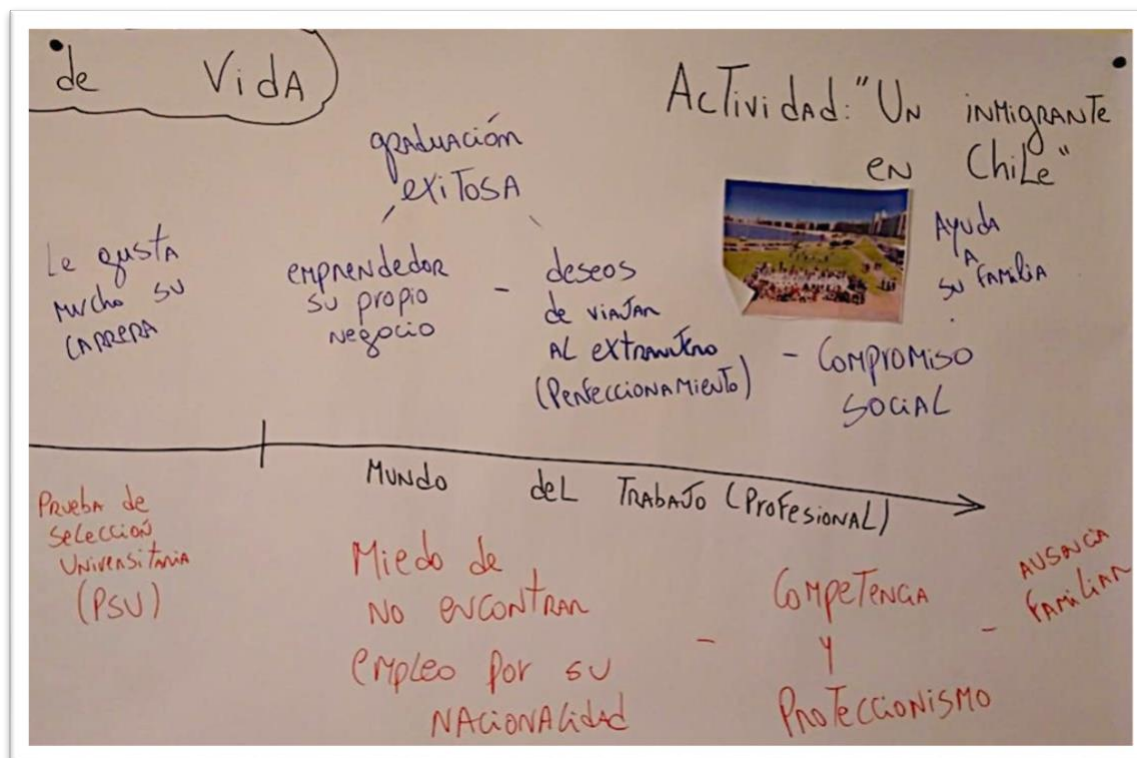 de Vida
Actividad: "Un inmigrante
en Chile"
graduación
exitosa
Le gusta
mucho su
carrera
emprendedor
su propio
negocio
-
deseos
de viajar
al extranjero
(Perfeccionamiento)
Ayuda
a
su familia
- Compromiso
social
Mundo del Trabajo (Profesional)
Prueba de
selección
Universitaria
(PSU)
Miedo de
no encontrar
empleo por su
nacionalidad
-
Competencia
y
Proteccionismo
-
ausencia
familiar